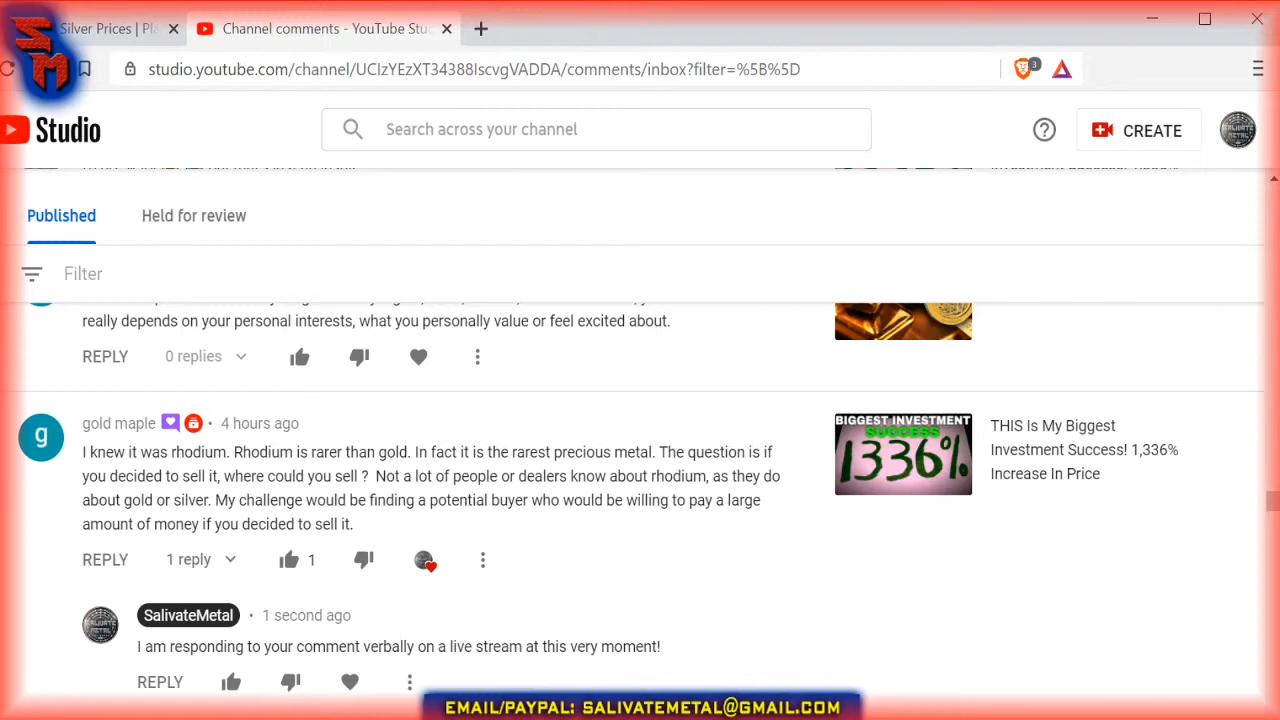 SM
Silver Prices | Pl
Channel comments - YouTube Stu
studio.youtube.com/channel/UCIzYEzXT34388IscvgVADDA/comments/inbox?filter=%5B%5D
3
Studio
Search across your channel
CREATE
Published
Held for review
Filter
really depends on your personal interests, what you personally value or feel excited about.
REPLY 0 replies
g
gold maple • 4 hours ago
I knew it was rhodium. Rhodium is rarer than gold. In fact it is the rarest precious metal. The question is if
you decided to sell it, where could you sell ? Not a lot of people or dealers know about rhodium, as they do
about gold or silver. My challenge would be finding a potential buyer who would be willing to pay a large
amount of money if you decided to sell it.
REPLY 1 reply 1
BIGGEST INVESTMENT
SUCCESS
1336%
THIS Is My Biggest
Investment Success! 1,336%
Increase In Price
SalivateMetal • 1 second ago
I am responding to your comment verbally on a live stream at this very moment!
REPLY
EMAIL/PAYPAL: SALIVATEMETAL@GMAIL.COM